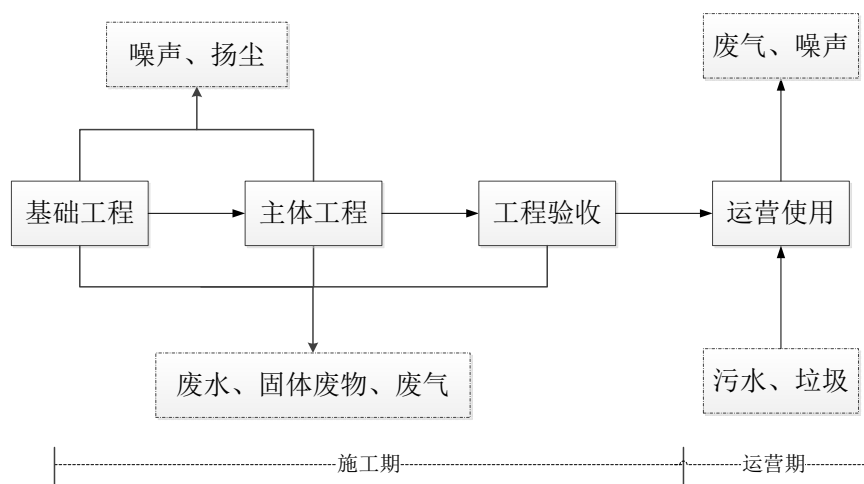 噪声、扬尘
废气、噪声
基础工程
主体工程
工程验收
运营使用
废水、固体废物、废气
污水、垃圾
施工期
运营期